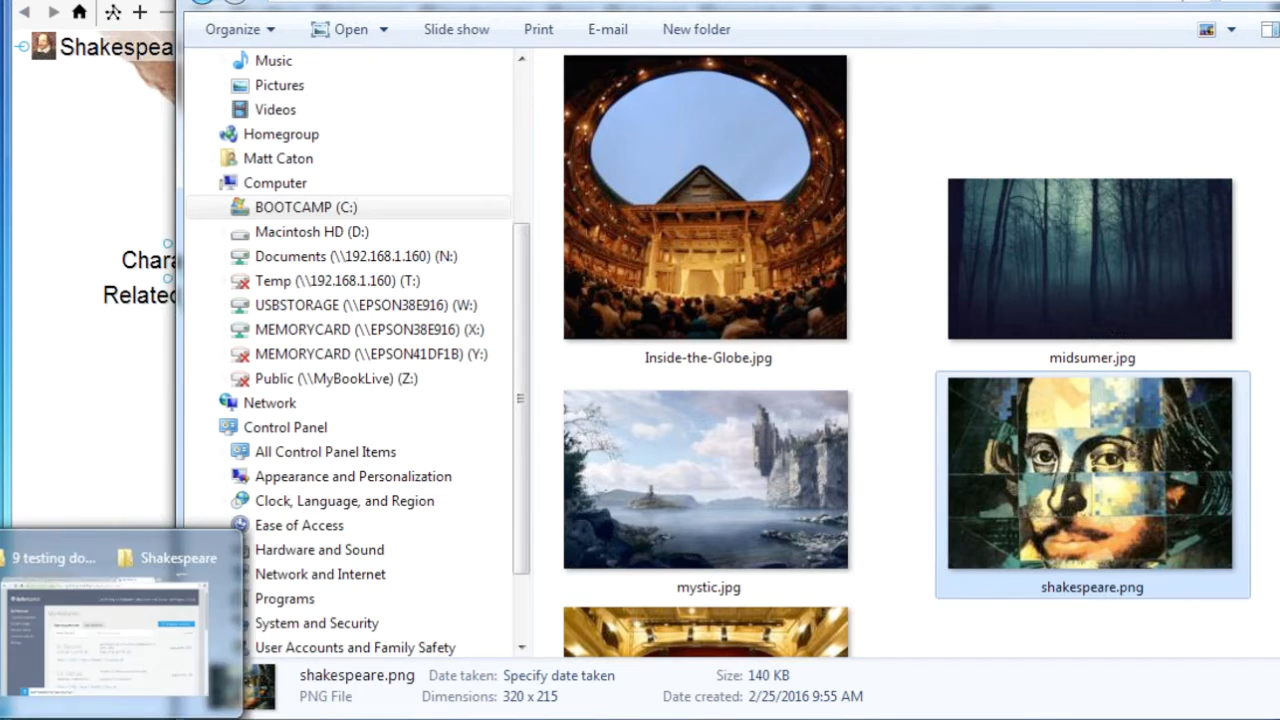 Organize
Open
Slide show
Print
E-mail
New folder
Shakespea
Chara
Related
Music
Pictures
Videos
Homegroup
Matt Caton
Computer
BOOTCAMP (C:)
Macintosh HD (D:)
Documents (\\192.168.1.160) (N:)
Temp (\\192.168.1.160) (T:)
USBSTORAGE (\\EPSON38E916) (W:)
MEMORYCARD (\\EPSON38E916) (X:)
MEMORYCARD (\\EPSON41DF1B) (Y:)
Public (\\MyBookLive) (Z:)
Network
Control Panel
All Control Panel Items
Appearance and Personalization
Clock, Language, and Region
Ease of Access
Hardware and Sound
Network and Internet
Programs
System and Security
User Accounts and Family Safety
Inside-the-Globe.jpg
midsumer.jpg
mystic.jpg
shakespeare.png
9 testing do...
Shakespeare
shakespeare.png
Date taken: Specify date taken
Size: 140 KB
PNG File
Dimensions: 320 x 215
Date created: 2/25/2016 9:55 AM